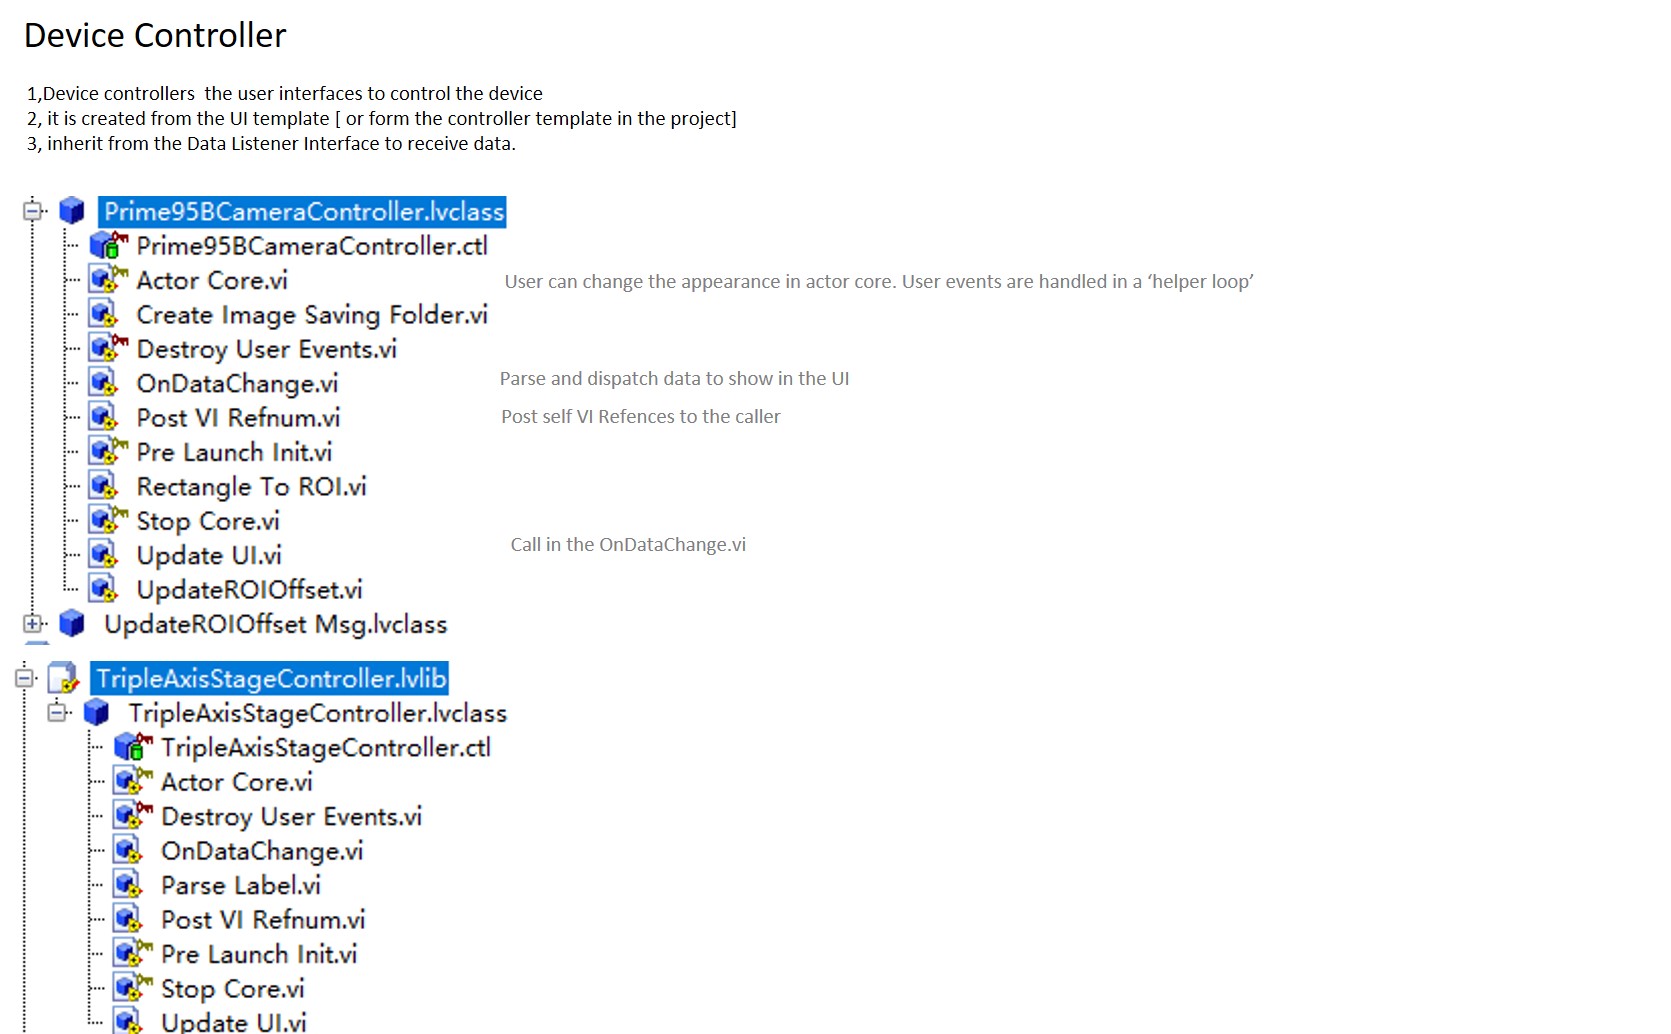 Device Controller
1,Device controllers  the user interfaces to control the device
2, it is created from the UI template [ or form the controller template in the project]
3, inherit from the Data Listener Interface to receive data.
Prime95BCameraController.lvclass
Prime95BCameraController.ctl
Actor Core.vi User can change the appearance in actor core. User events are handled in a ‘helper loop’
Create Image Saving Folder.vi
Destroy User Events.vi
OnDataChange.vi Parse and dispatch data to show in the UI
Post VI Refnum.vi Post self VI Refences to the caller
Pre Launch Init.vi
Rectangle To ROI.vi
Stop Core.vi
Update UI.vi Call in the OnDataChange.vi
UpdateROIOffset.vi
UpdateROIOffset Msg.lvclass
TripleAxisStageController.lvlib
TripleAxisStageController.lvclass
TripleAxisStageController.ctl
Actor Core.vi
Destroy User Events.vi
OnDataChange.vi
Parse Label.vi
Post VI Refnum.vi
Pre Launch Init.vi
Stop Core.vi
Update UI.vi